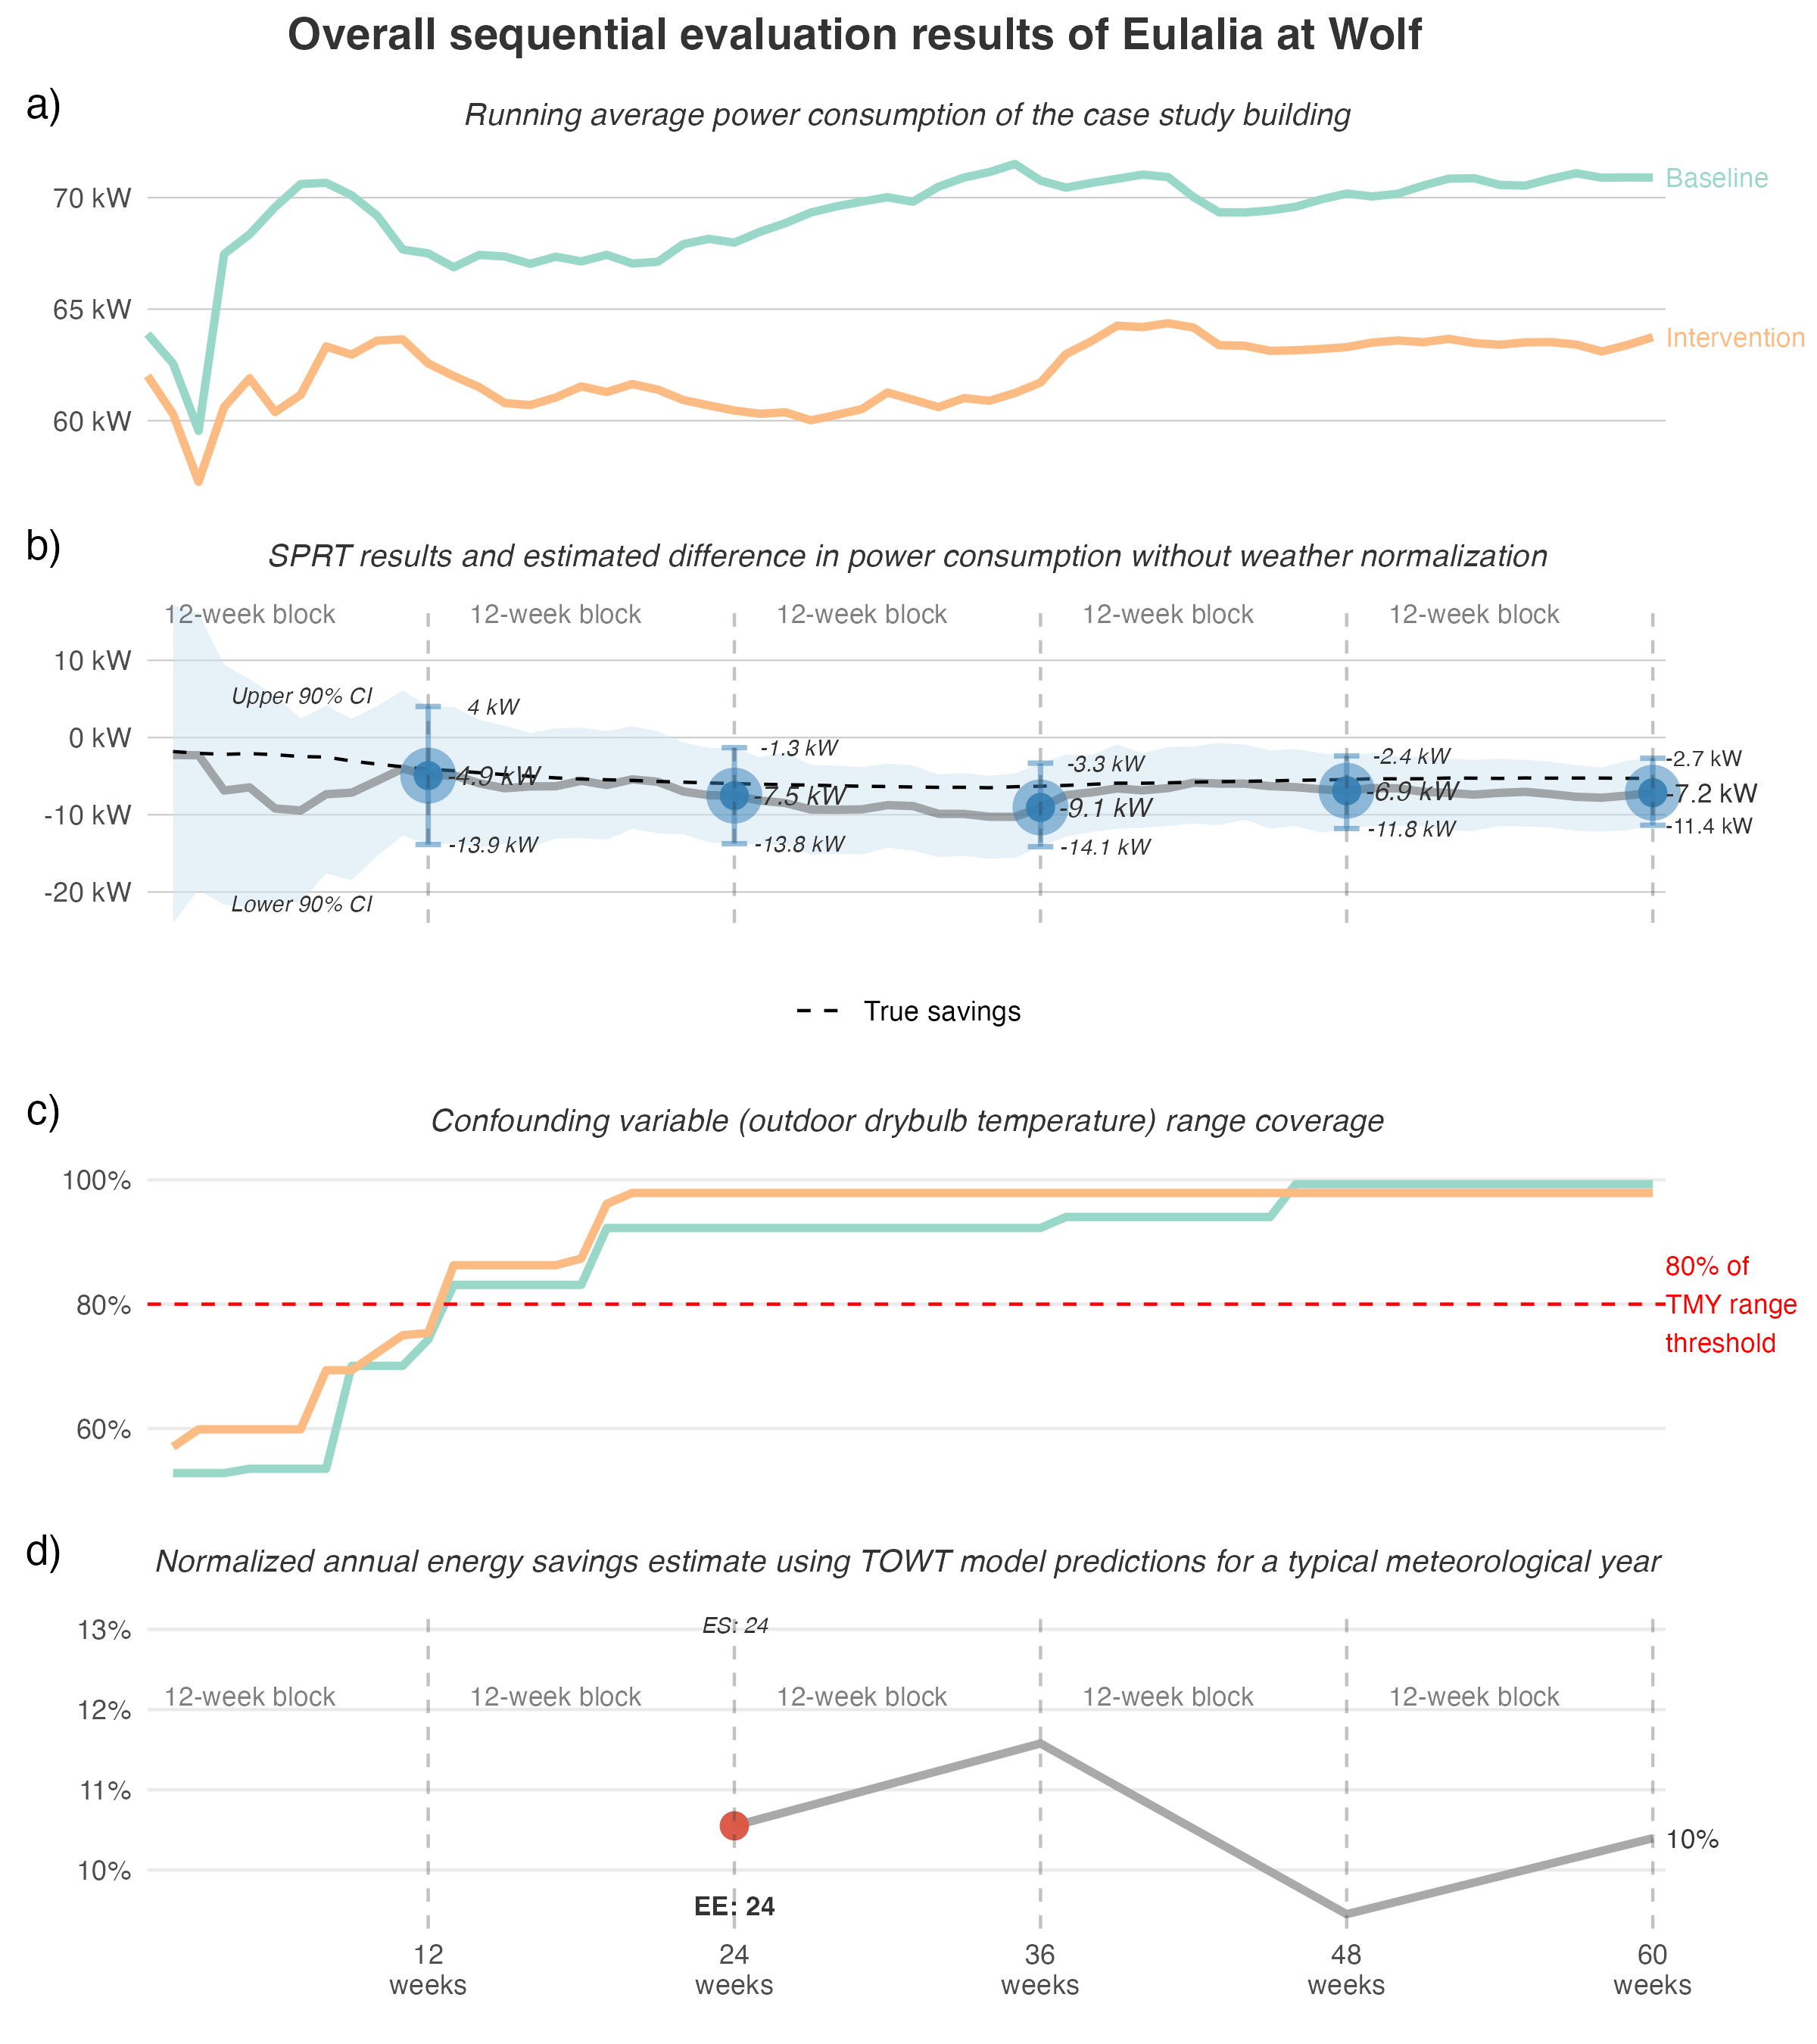 Overall sequential evaluation results of Eulalia at Wolf
a)
Running average power consumption of the case study building
70 kW
65 kW
60 kW
Baseline
Intervention
b)
SPRT results and estimated difference in power consumption without weather normalization
12-week block 12-week block 12-week block 12-week block 12-week block
10 kW
0 kW
-10 kW
-20 kW
Upper 90% CI
Lower 90% CI
4 kW
-4.9 kW
-13.9 kW
-1.3 kW
-7.5 kW
-13.8 kW
-3.3 kW
-9.1 kW
-14.1 kW
-2.4 kW
-6.9 kW
-11.8 kW
-2.7 kW
-7.2 kW
-11.4 kW
True savings
c)
Confounding variable (outdoor drybulb temperature) range coverage
100%
80%
60%
80% of
TMY range
threshold
d)
Normalized annual energy savings estimate using TOWT model predictions for a typical meteorological year
13%
12%
11%
10%
ES: 24
12-week block 12-week block 12-week block 12-week block 12-week block
10%
EE: 24
12 24 36 48 60
weeks weeks weeks weeks weeks